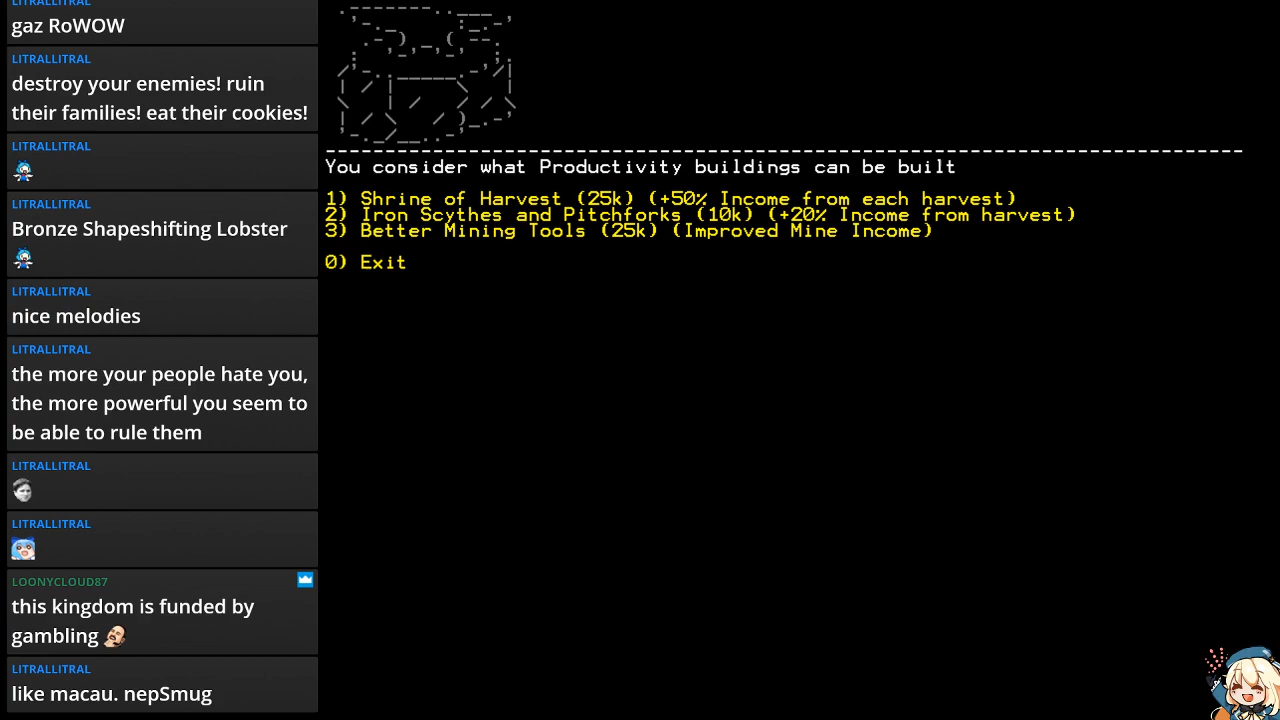 LITRALLITRAL
gaz RoWOW
LITRALLITRAL
destroy your enemies! ruin
their families! eat their cookies!
LITRALLITRAL
LITRALLITRAL
Bronze Shapeshifting Lobster
LITRALLITRAL
nice melodies
LITRALLITRAL
the more your people hate you,
the more powerful you seem to
be able to rule them
LITRALLITRAL
LITRALLITRAL
LOONYCLOUD87
this kingdom is funded by
gambling
LITRALLITRAL
like macau. nepSmug
You consider what Productivity buildings can be built
1) Shrine of Harvest (25k) (+50% Income from each harvest)
2) Iron Scythes and Pitchforks (10k) (+20% Income from harvest)
3) Better Mining Tools (25k) (Improved Mine Income)
0) Exit